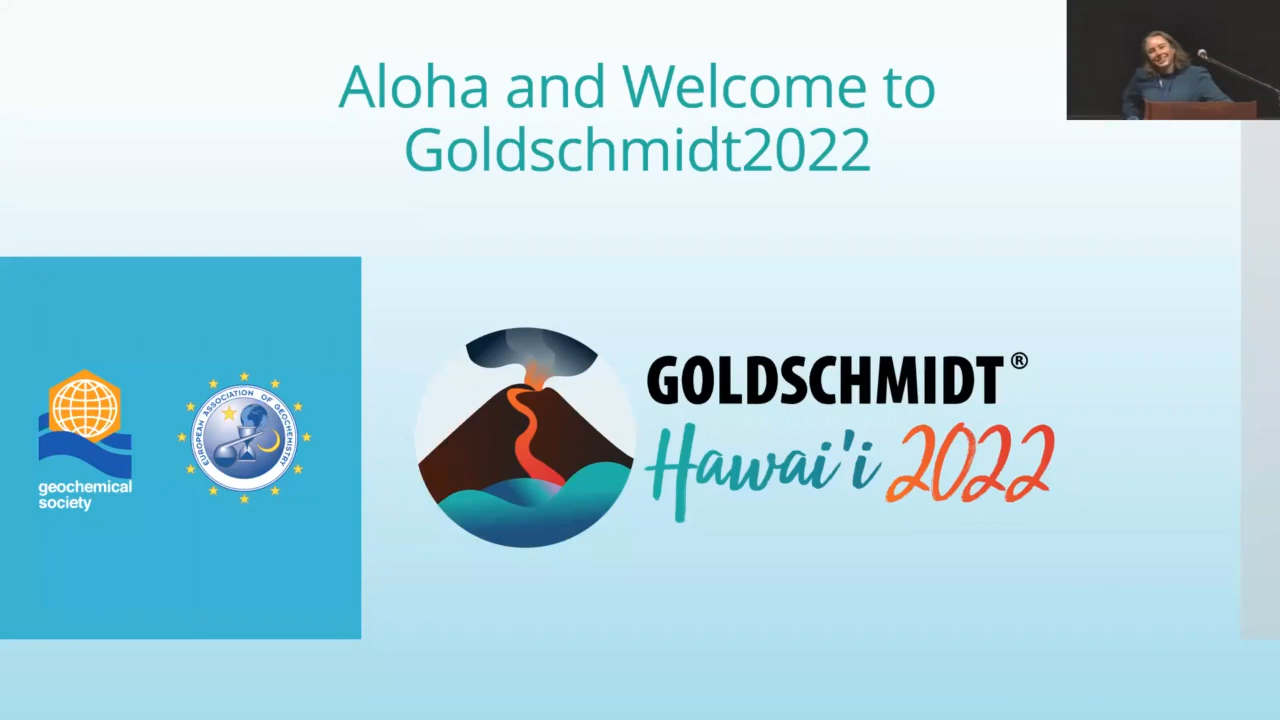 Aloha and Welcome to
Goldschmidt2022
GOLDSCHMIDT®
Hawai'i 2022
geochemical
society
EUROPEAN ASSOCIATION OF GEOCHEMISTRY